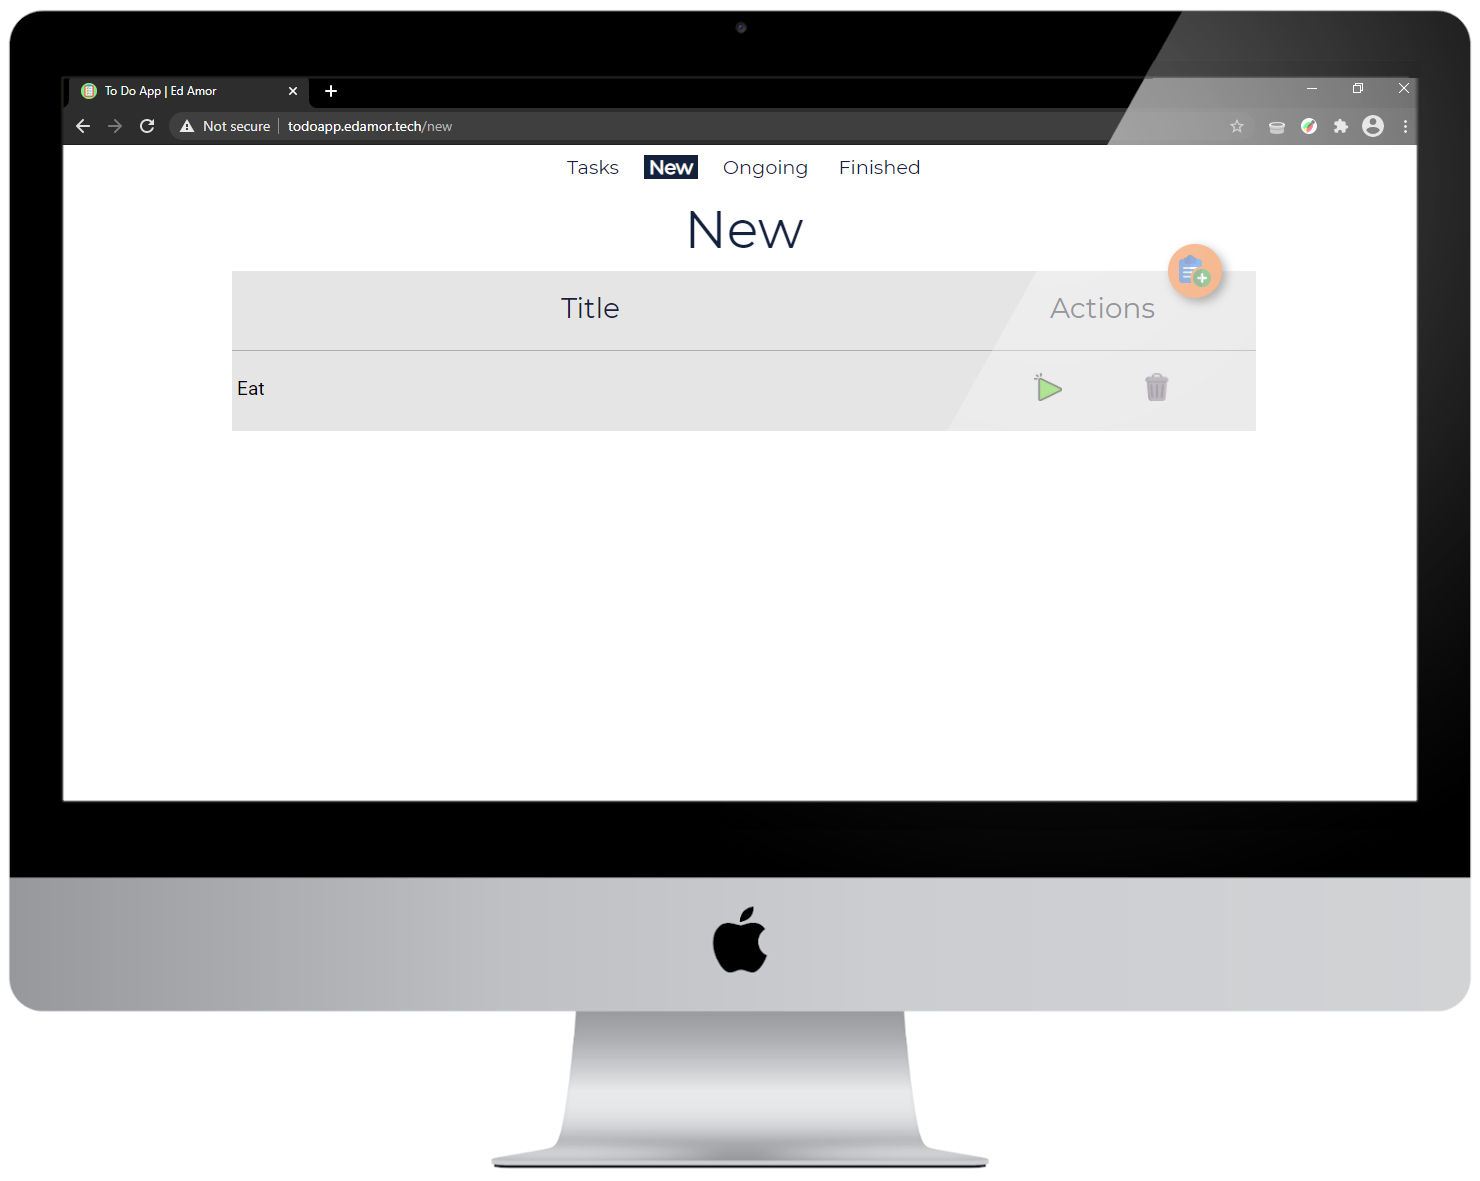 To Do App | Ed Amor
Not secure todoapp.edamor.tech/new
Tasks New Ongoing Finished
New
Title Actions
Eat